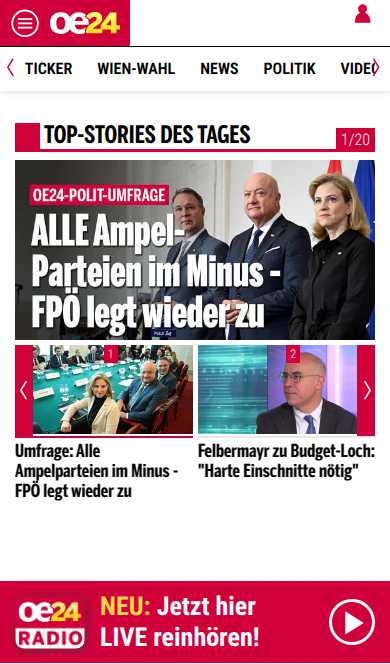 oe24
TICKER WIEN-WAHL NEWS POLITIK VIDEO
TOP-STORIES DES TAGES
1/20
OE24-POLIT-UMFRAGE
ALLE Ampel-
Parteien im Minus -
FPÖ legt wieder zu
1
2
Umfrage: Alle
Ampelparteien im Minus -
FPÖ legt wieder zu
Felbermayr zu Budget-Loch:
"Harte Einschnitte nötig"
oe24
RADIO
NEU: Jetzt hier
LIVE reinhören!